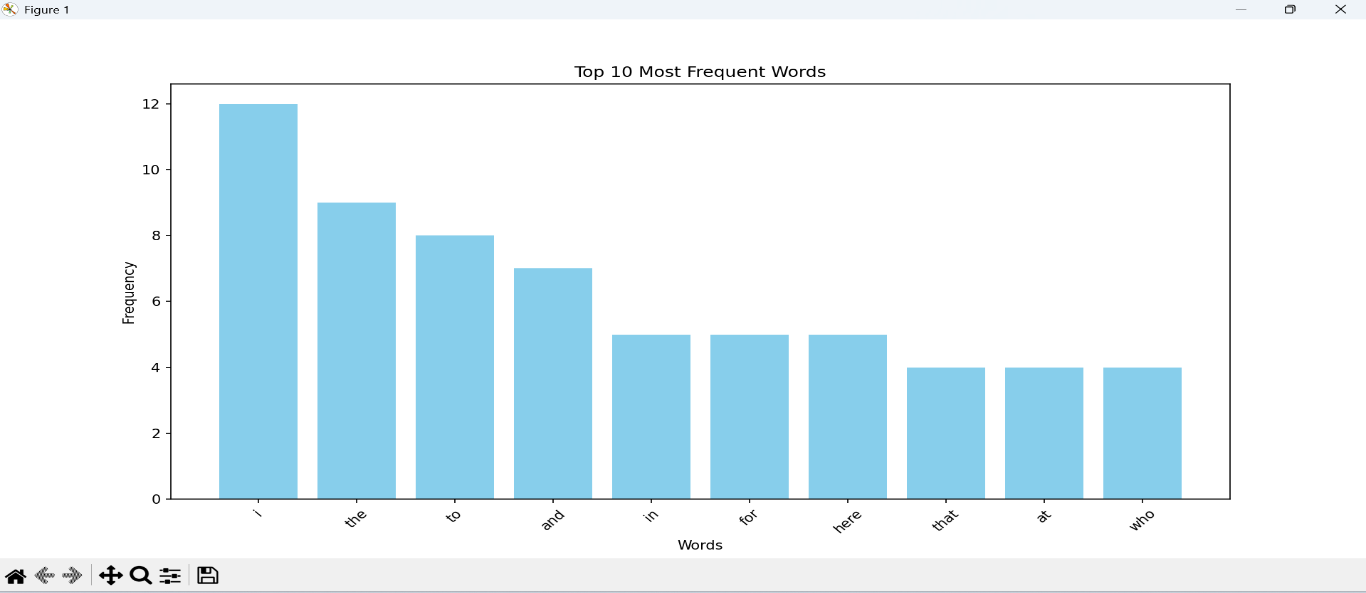 Figure 1
Top 10 Most Frequent Words
12
10
8
6
4
2
0
Frequency
i the to and in for here that at who
Words